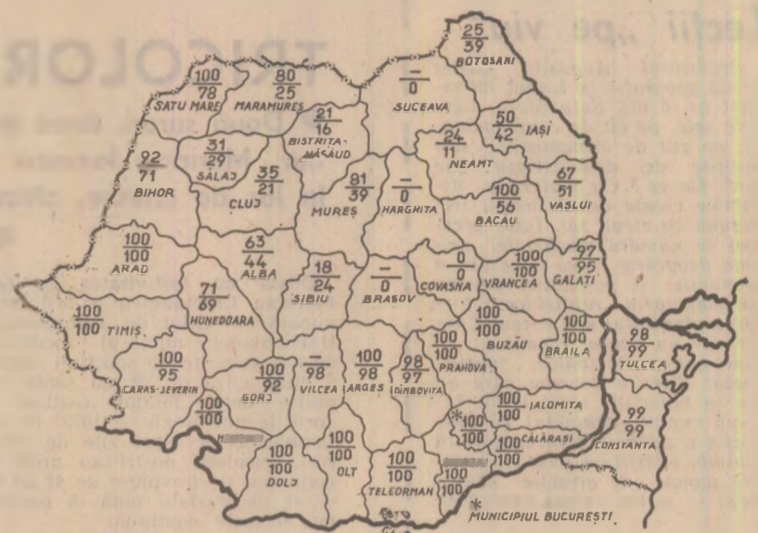 25
39
BOTOSANI
100
78
SATU MARE
80
25
MARAMURES
—
0
SUCEAVA
21
16
BISTRITA-
NĂSĂUD
50
42
IAȘI
31
29
SĂLAJ
24
11
NEAMT
92
71
BIHOR
35
21
CLUJ
81
39
MUREȘ
—
0
HARGHITA
100
56
BACAU
67
51
VASLUI
100
100
ARAD
63
44
ALBA
18
24
SIBIU
—
0
BRASOV
0
0
COVASNA
100
100
VRANCEA
97
95
GALATI
100
100
TIMIS
71
69
HUNEDOARA
100
100
BUZĂU
100
100
BRAILA
98
99
TULCEA
100
95
CARAS-SEVERIN
100
92
GORJ
—
98
VILCEA
100
98
ARGES
98
97
DIMBOVITA
100
100
PRAHOVA
100
100
IALOMITA
100
100
*
100
100
100
100
CĂLĂRASI
99
99
CONSTANTA
100
100
DOLJ
100
100
OLT
100
100
TELEORMAN
100
100
*
MUNICIPIUL BUCUREȘTI